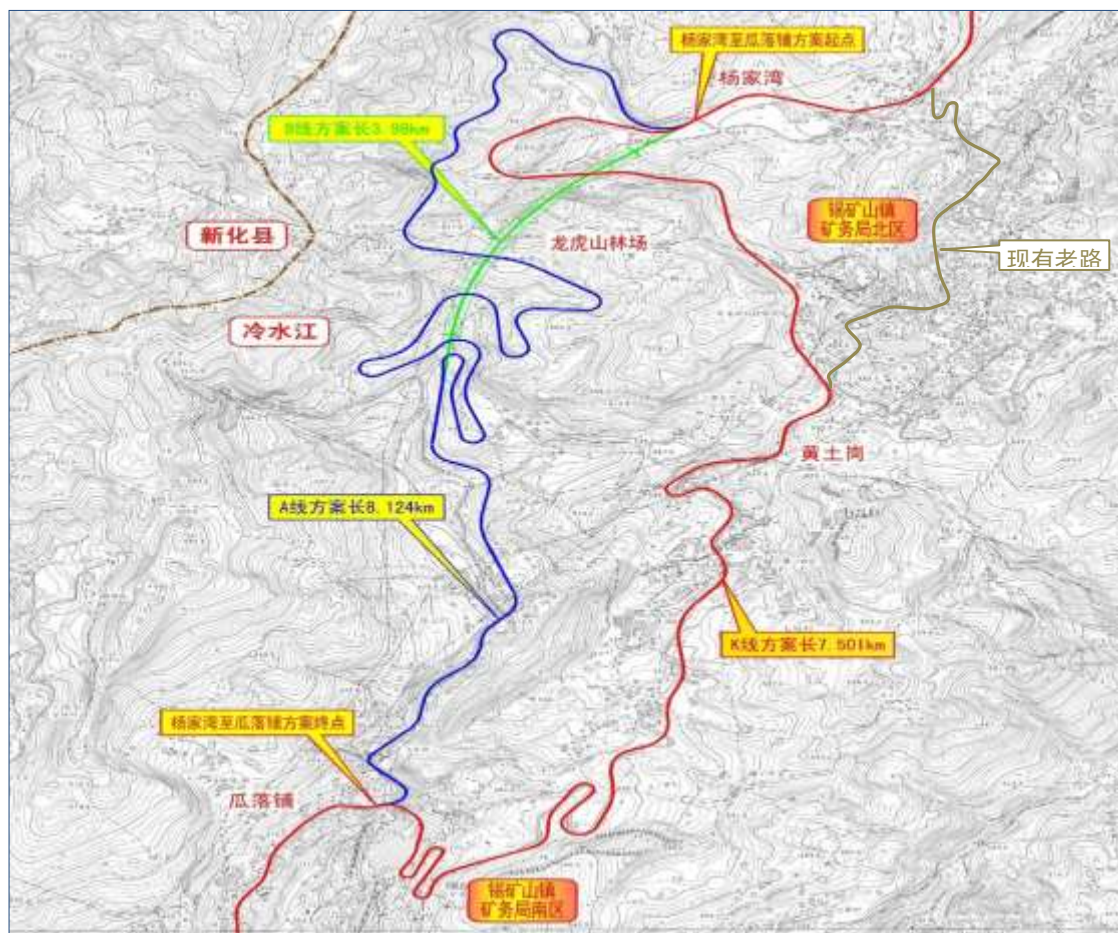 杨家湾至瓜落铺方案起点
杨家湾
B线方案长3.98km
锡矿山镇
矿务局北区
新化县
龙虎山林场
现有老路
冷水江
黄土岗
A线方案长8.124km
K线方案长7.501km
杨家湾至瓜落铺方案终点
瓜落铺
锡矿山镇
矿务局南区